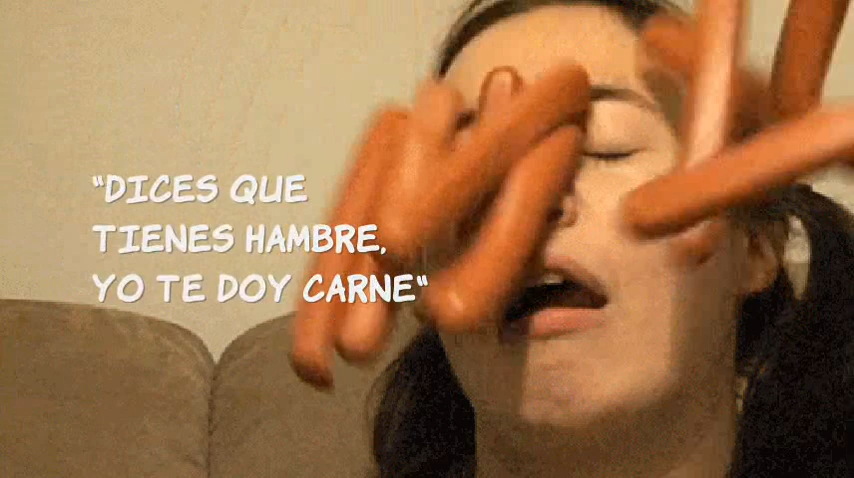 "DICES QUE
TIENES HAMBRE,
YO TE DOY CARNE"